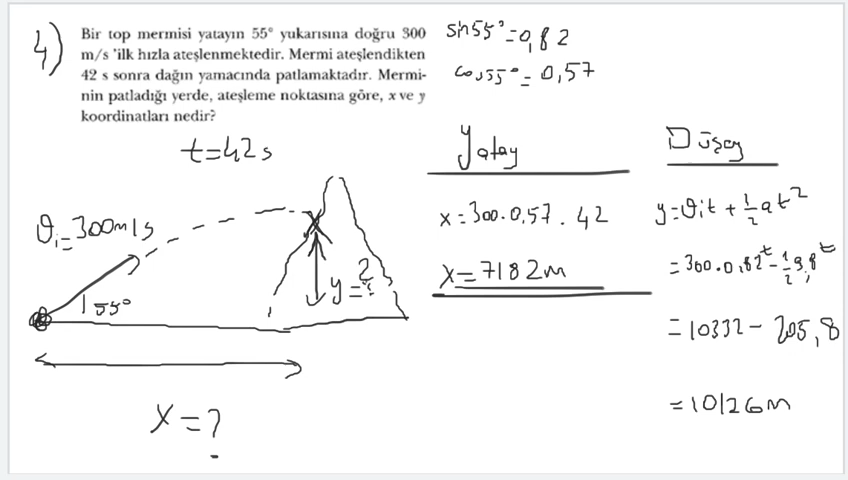 4)
Bir top mermisi yatayın 55° yukarısına doğru 300
m/s 'ilk hızla ateşlenmektedir. Mermi ateşlendikten
42 s sonra dağın yamacında patlamaktadır. Mermi-
nin patladığı yerde, ateşleme noktasına göre, x ve y
koordinatları nedir?
sin55°=0,82
cos55°=0,57
t=42s
ϑi=300m/s
55°
y=?
x=?
Yatay
x=300.0,57.42
x=7182m
Düşey
y=ϑit+1/2at²
=300.0,82t-1/2 9,8t
=10332-205,8
=10126m